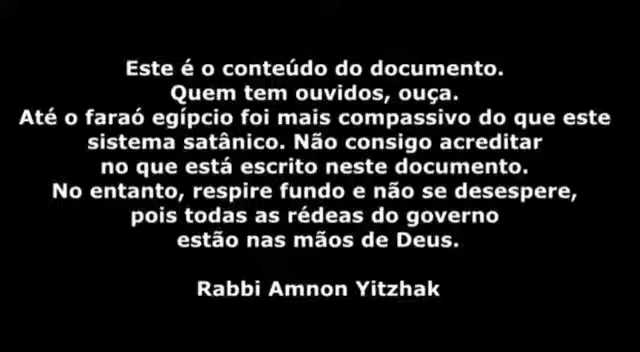 Este é o conteúdo do documento.
Quem tem ouvidos, ouça.
Até o faraó egípcio foi mais compassivo do que este
sistema satânico. Não consigo acreditar
no que está escrito neste documento.
No entanto, respire fundo e não se desespere,
pois todas as rédeas do governo
estão nas mãos de Deus.
Rabbi Amnon Yitzhak